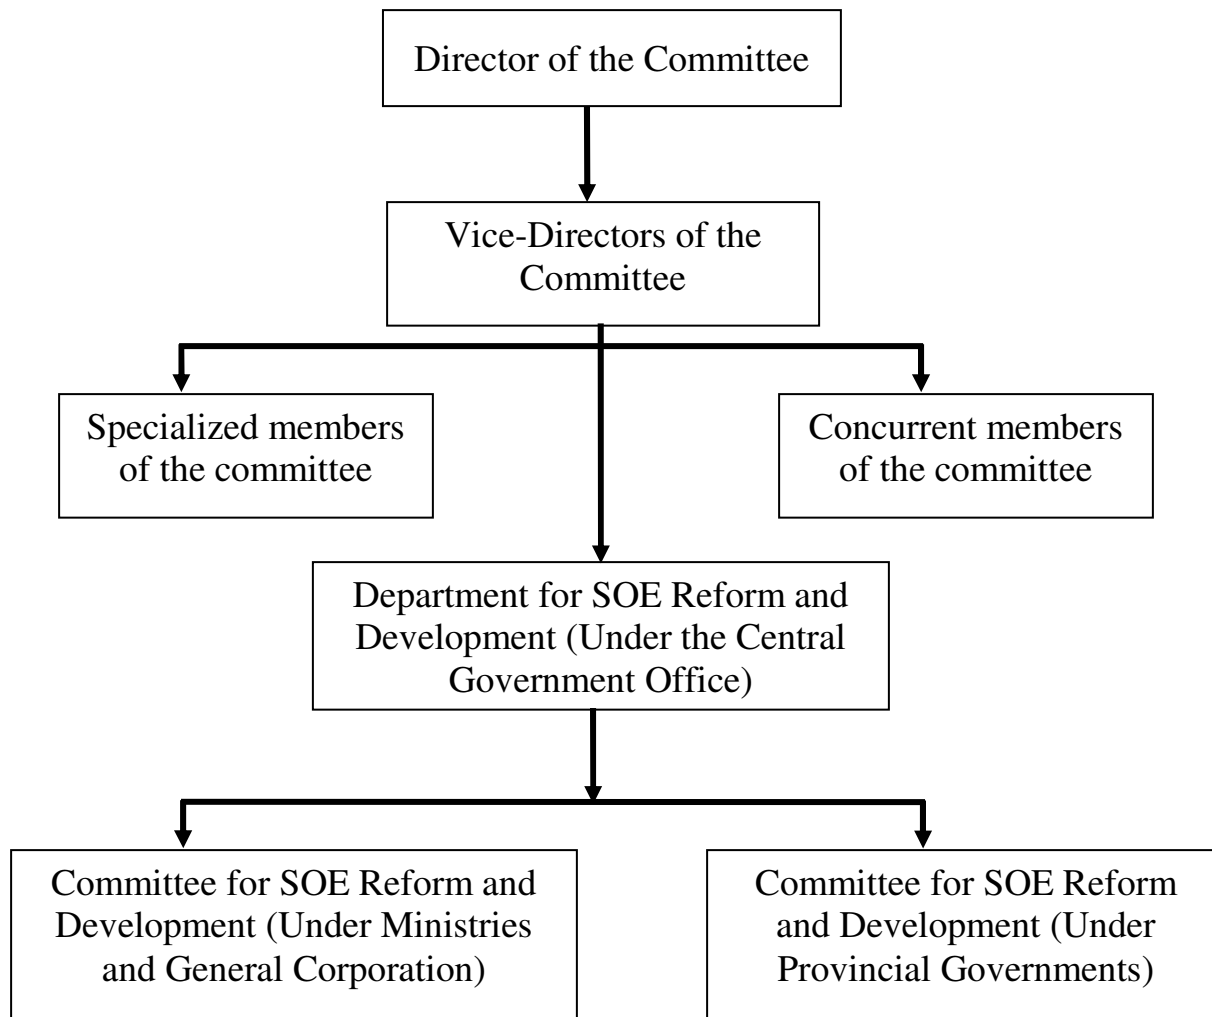 Director of the Committee
Vice-Directors of the
Committee
Specialized members
of the committee
Concurrent members
of the committee
Department for SOE Reform and
Development (Under the Central
Government Office)
Committee for SOE Reform and
Development (Under Ministries
and General Corporation)
Committee for SOE Reform
and Development (Under
Provincial Governments)